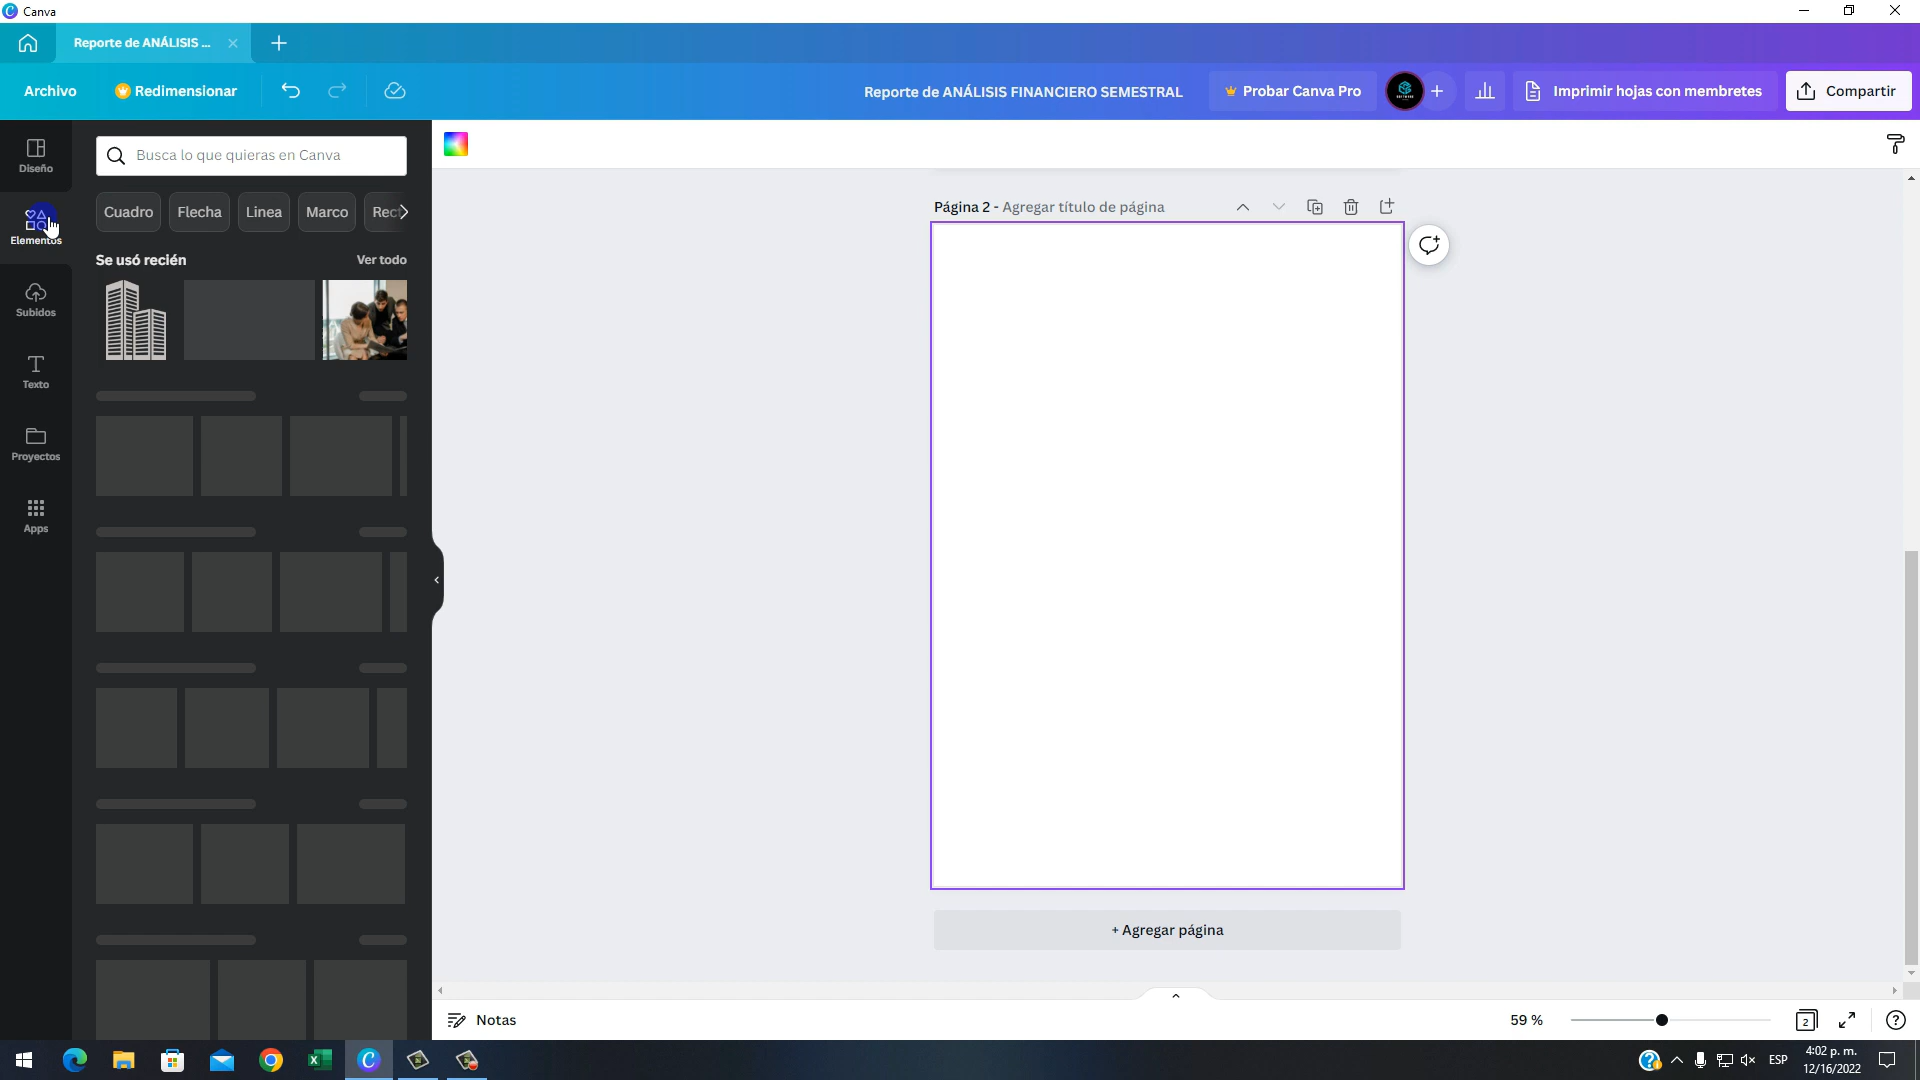 Canva
Reporte de ANÁLISIS ...
Archivo
Redimensionar
Reporte de ANÁLISIS FINANCIERO SEMESTRAL
Probar Canva Pro
Imprimir hojas con membretes
Compartir
Diseño
Elementos
Subidos
Texto
Proyectos
Apps
Busca lo que quieras en Canva
Cuadro
Flecha
Linea
Marco
Se usó recién
Ver todo
Página 2 - Agregar título de página
+ Agregar página
Notas
59 %
2
ESP
4:02 p. m.
12/16/2022